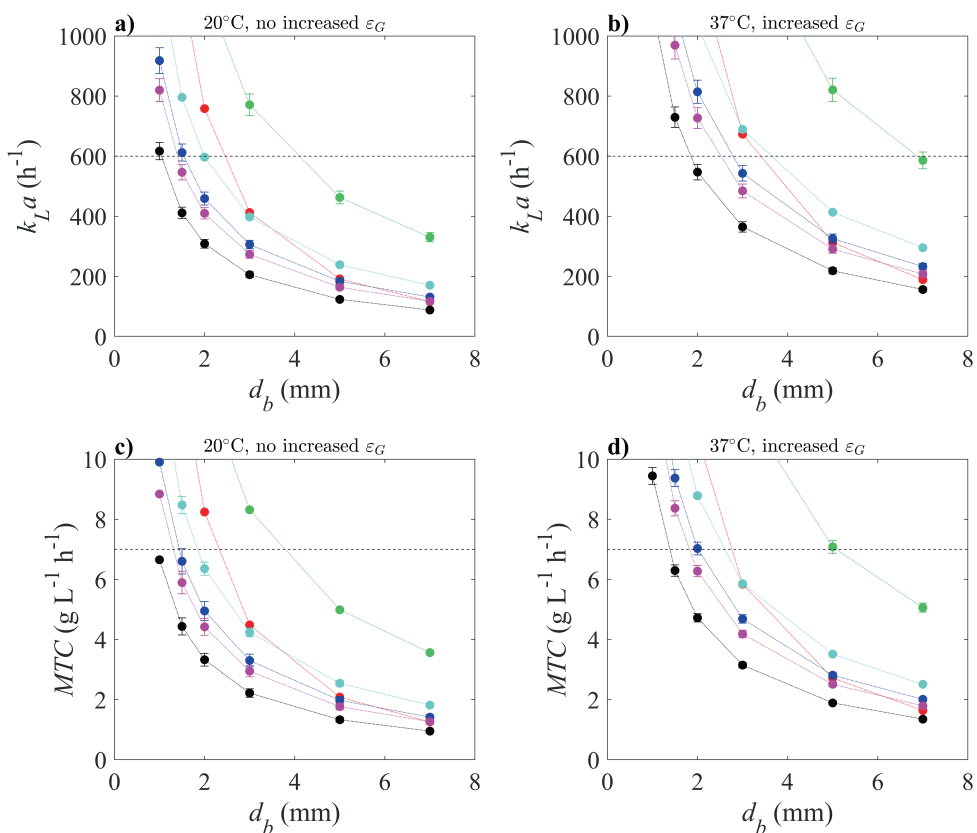 a) 20°C, no increased ε_G
1000
800
600
400
200
0
k_L a (h⁻¹)
0 2 4 6 8
d_b (mm)
b) 37°C, increased ε_G
1000
800
600
400
200
0
k_L a (h⁻¹)
0 2 4 6 8
d_b (mm)
c) 20°C, no increased ε_G
10
8
6
4
2
0
MTC (g L⁻¹ h⁻¹)
0 2 4 6 8
d_b (mm)
d) 37°C, increased ε_G
10
8
6
4
2
0
MTC (g L⁻¹ h⁻¹)
0 2 4 6 8
d_b (mm)